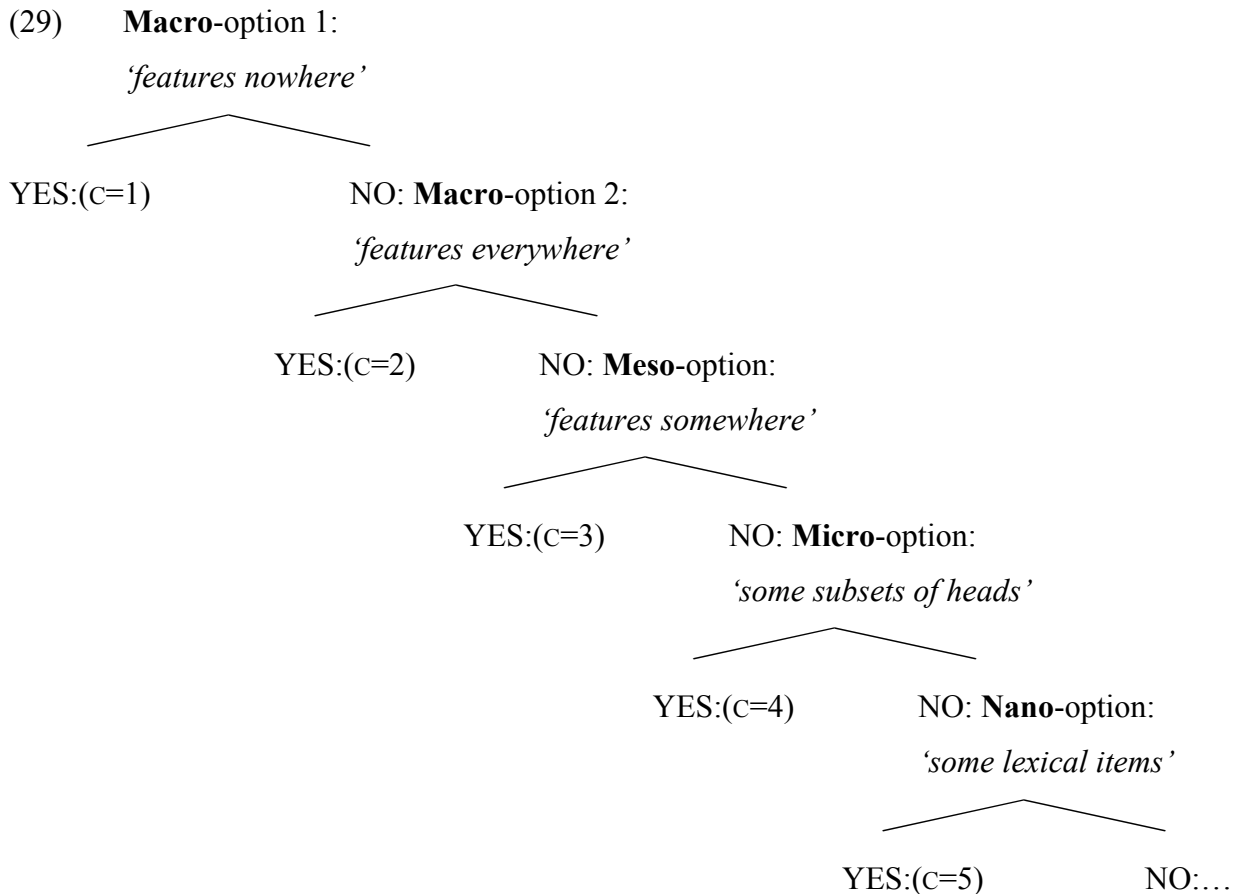 (29) Macro-option 1:
‘features nowhere’
YES:(C=1) NO: Macro-option 2:
‘features everywhere’
YES:(C=2) NO: Meso-option:
‘features somewhere’
YES:(C=3) NO: Micro-option:
‘some subsets of heads’
YES:(C=4) NO: Nano-option:
‘some lexical items’
YES:(C=5) NO:…